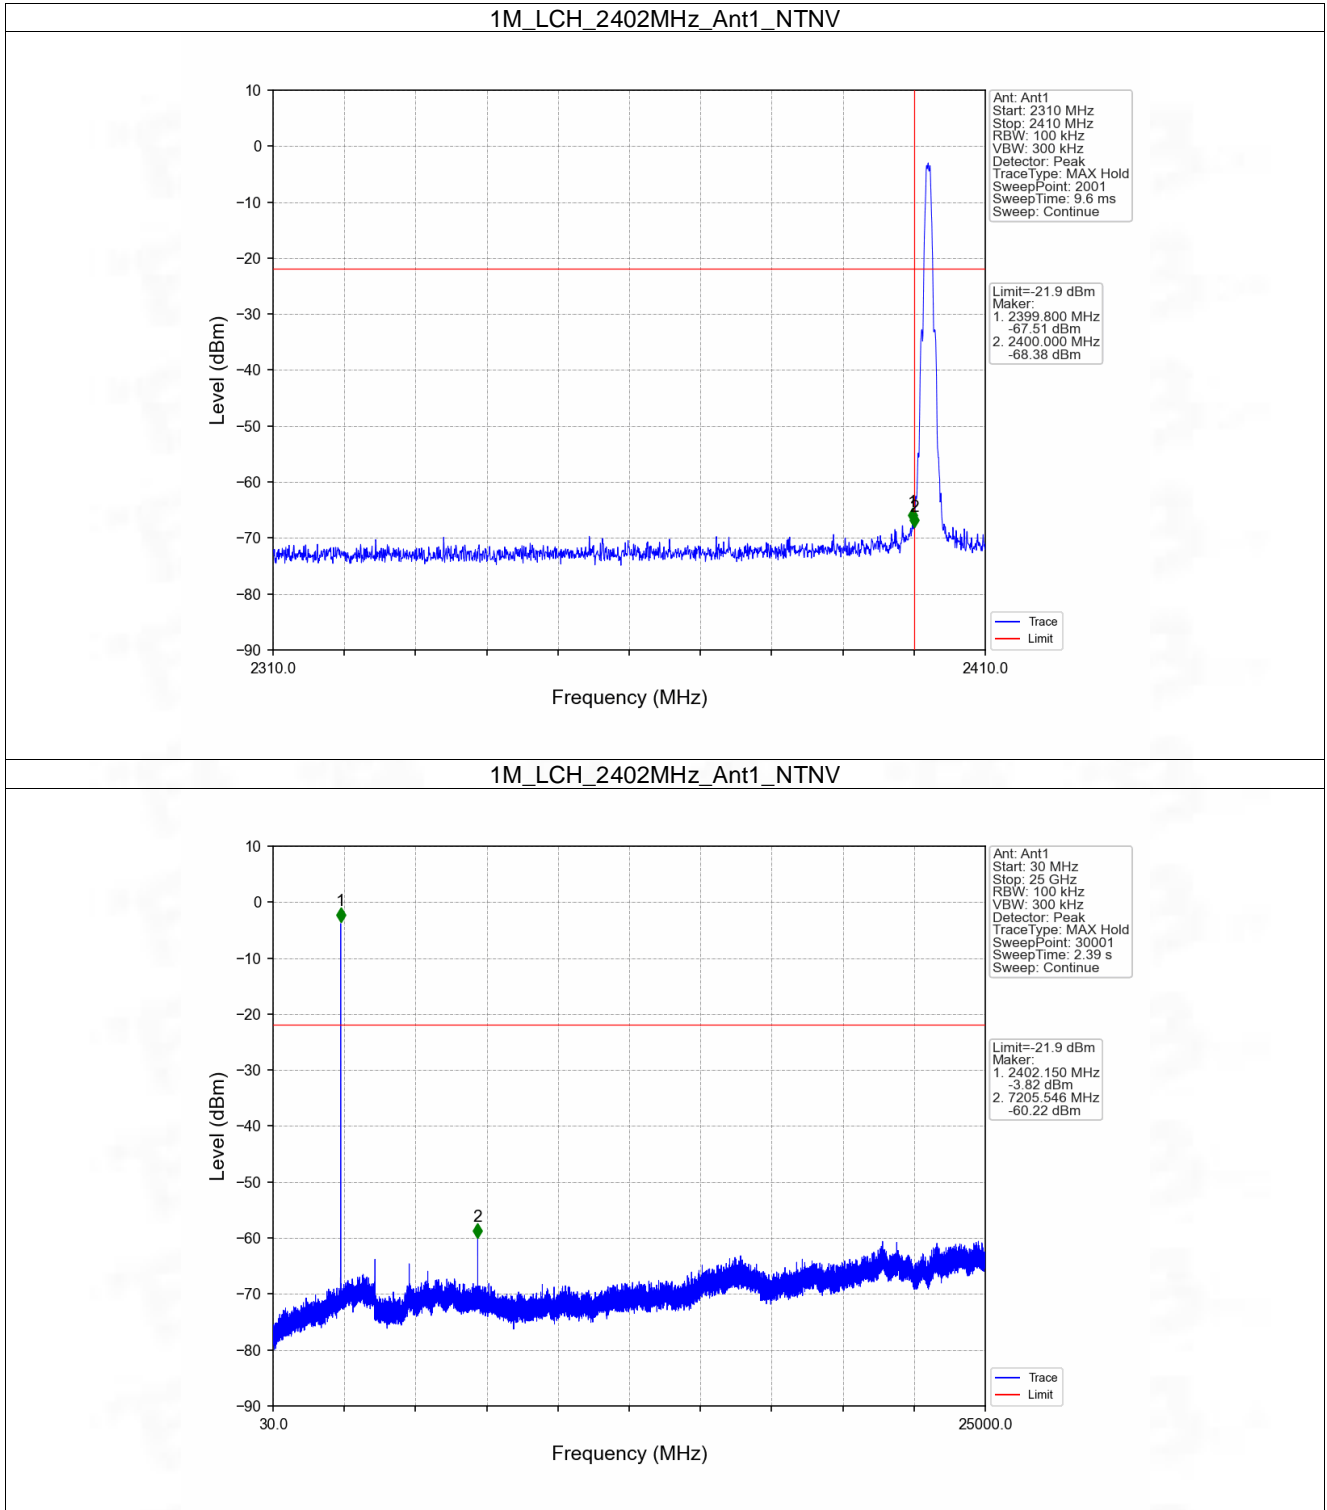 1M_LCH_2402MHz_Ant1_NTNV
10
0
−10
−20
−30
−40
−50
−60
−70
−80
−90
Level (dBm)
2310.0
2410.0
Frequency (MHz)
1
2
Ant: Ant1
Start: 2310 MHz
Stop: 2410 MHz
RBW: 100 kHz
VBW: 300 kHz
Detector: Peak
TraceType: MAX Hold
SweepPoint: 2001
SweepTime: 9.6 ms
Sweep: Continue
Limit=-21.9 dBm
Maker:
1. 2399.800 MHz
-67.51 dBm
2. 2400.000 MHz
-68.38 dBm
Trace
Limit
1M_LCH_2402MHz_Ant1_NTNV
10
0
−10
−20
−30
−40
−50
−60
−70
−80
−90
Level (dBm)
30.0
25000.0
Frequency (MHz)
1
2
Ant: Ant1
Start: 30 MHz
Stop: 25 GHz
RBW: 100 kHz
VBW: 300 kHz
Detector: Peak
TraceType: MAX Hold
SweepPoint: 30001
SweepTime: 2.39 s
Sweep: Continue
Limit=-21.9 dBm
Maker:
1. 2402.150 MHz
-3.82 dBm
2. 7205.546 MHz
-60.22 dBm
Trace
Limit